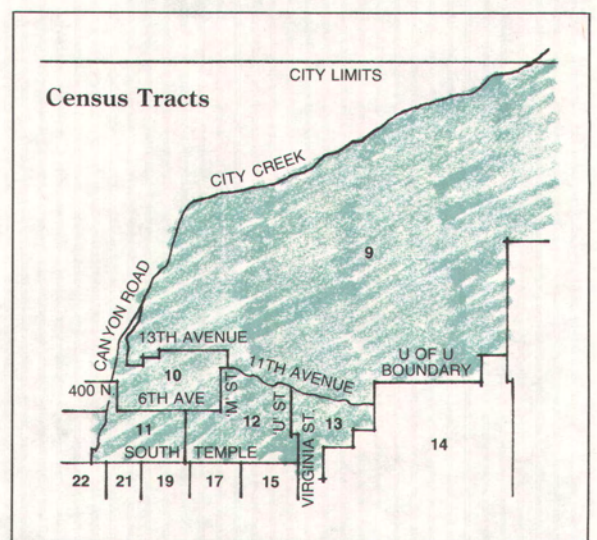 CITY LIMITS
Census Tracts
CITY CREEK
9
CANYON ROAD
13TH AVENUE
11TH AVENUE
U OF U
BOUNDARY
10
400 N.
6TH AVE
'M' ST.
12
'U' ST.
13
VIRGINIA ST.
14
11
SOUTH TEMPLE
22
21
19
17
15